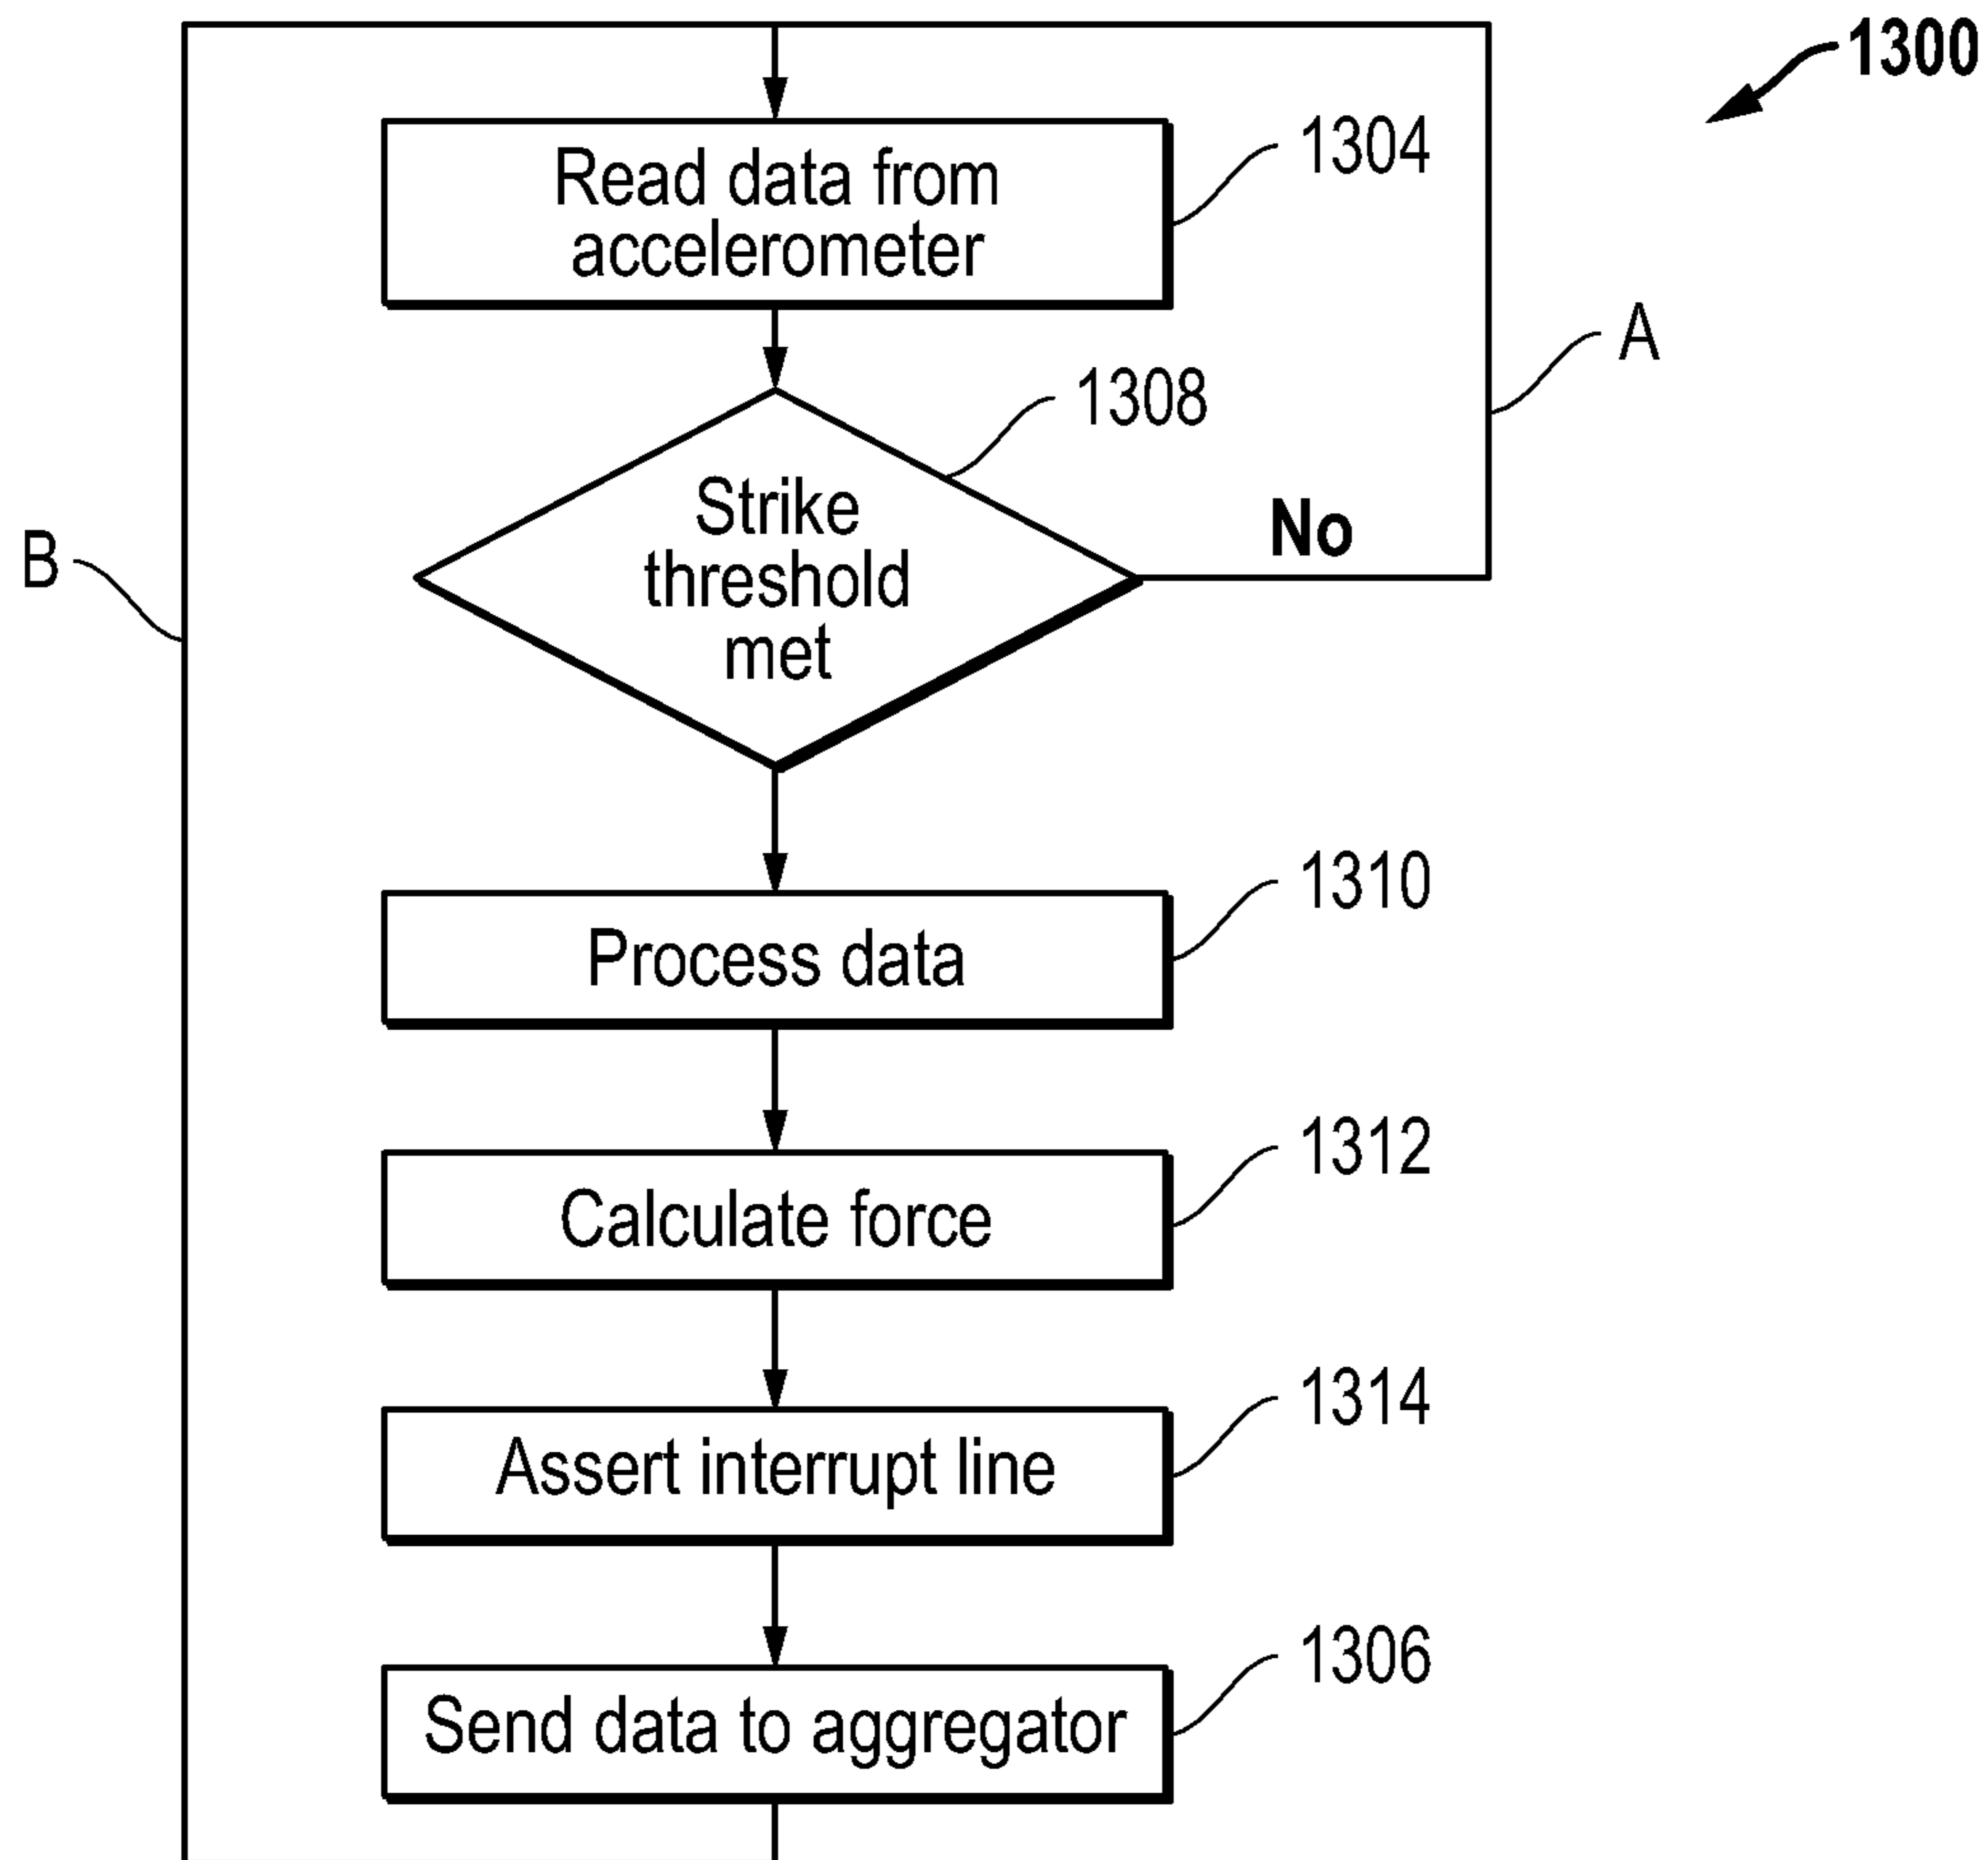 1300
Read data from
accelerometer
1304
A
1308
Strike
threshold
met
No
B
1310
Process data
1312
Calculate force
1314
Assert interrupt line
1306
Send data to aggregator